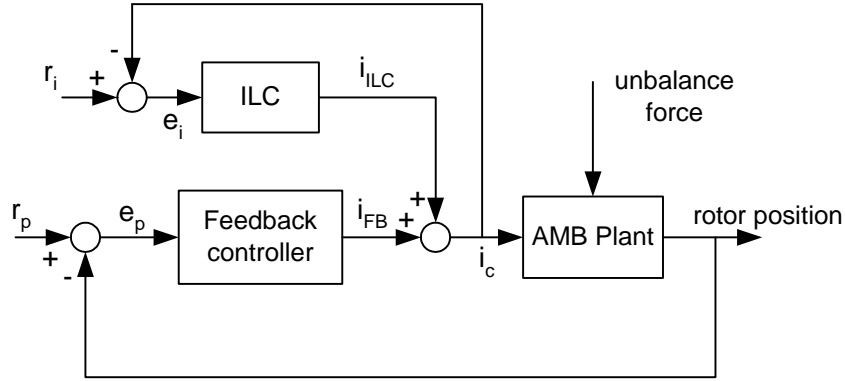 -
r_i
+
e_i
ILC
i_ILC
unbalance
force
r_p
+
-
e_p
Feedback
controller
i_FB
+
+
i_c
AMB Plant
rotor position